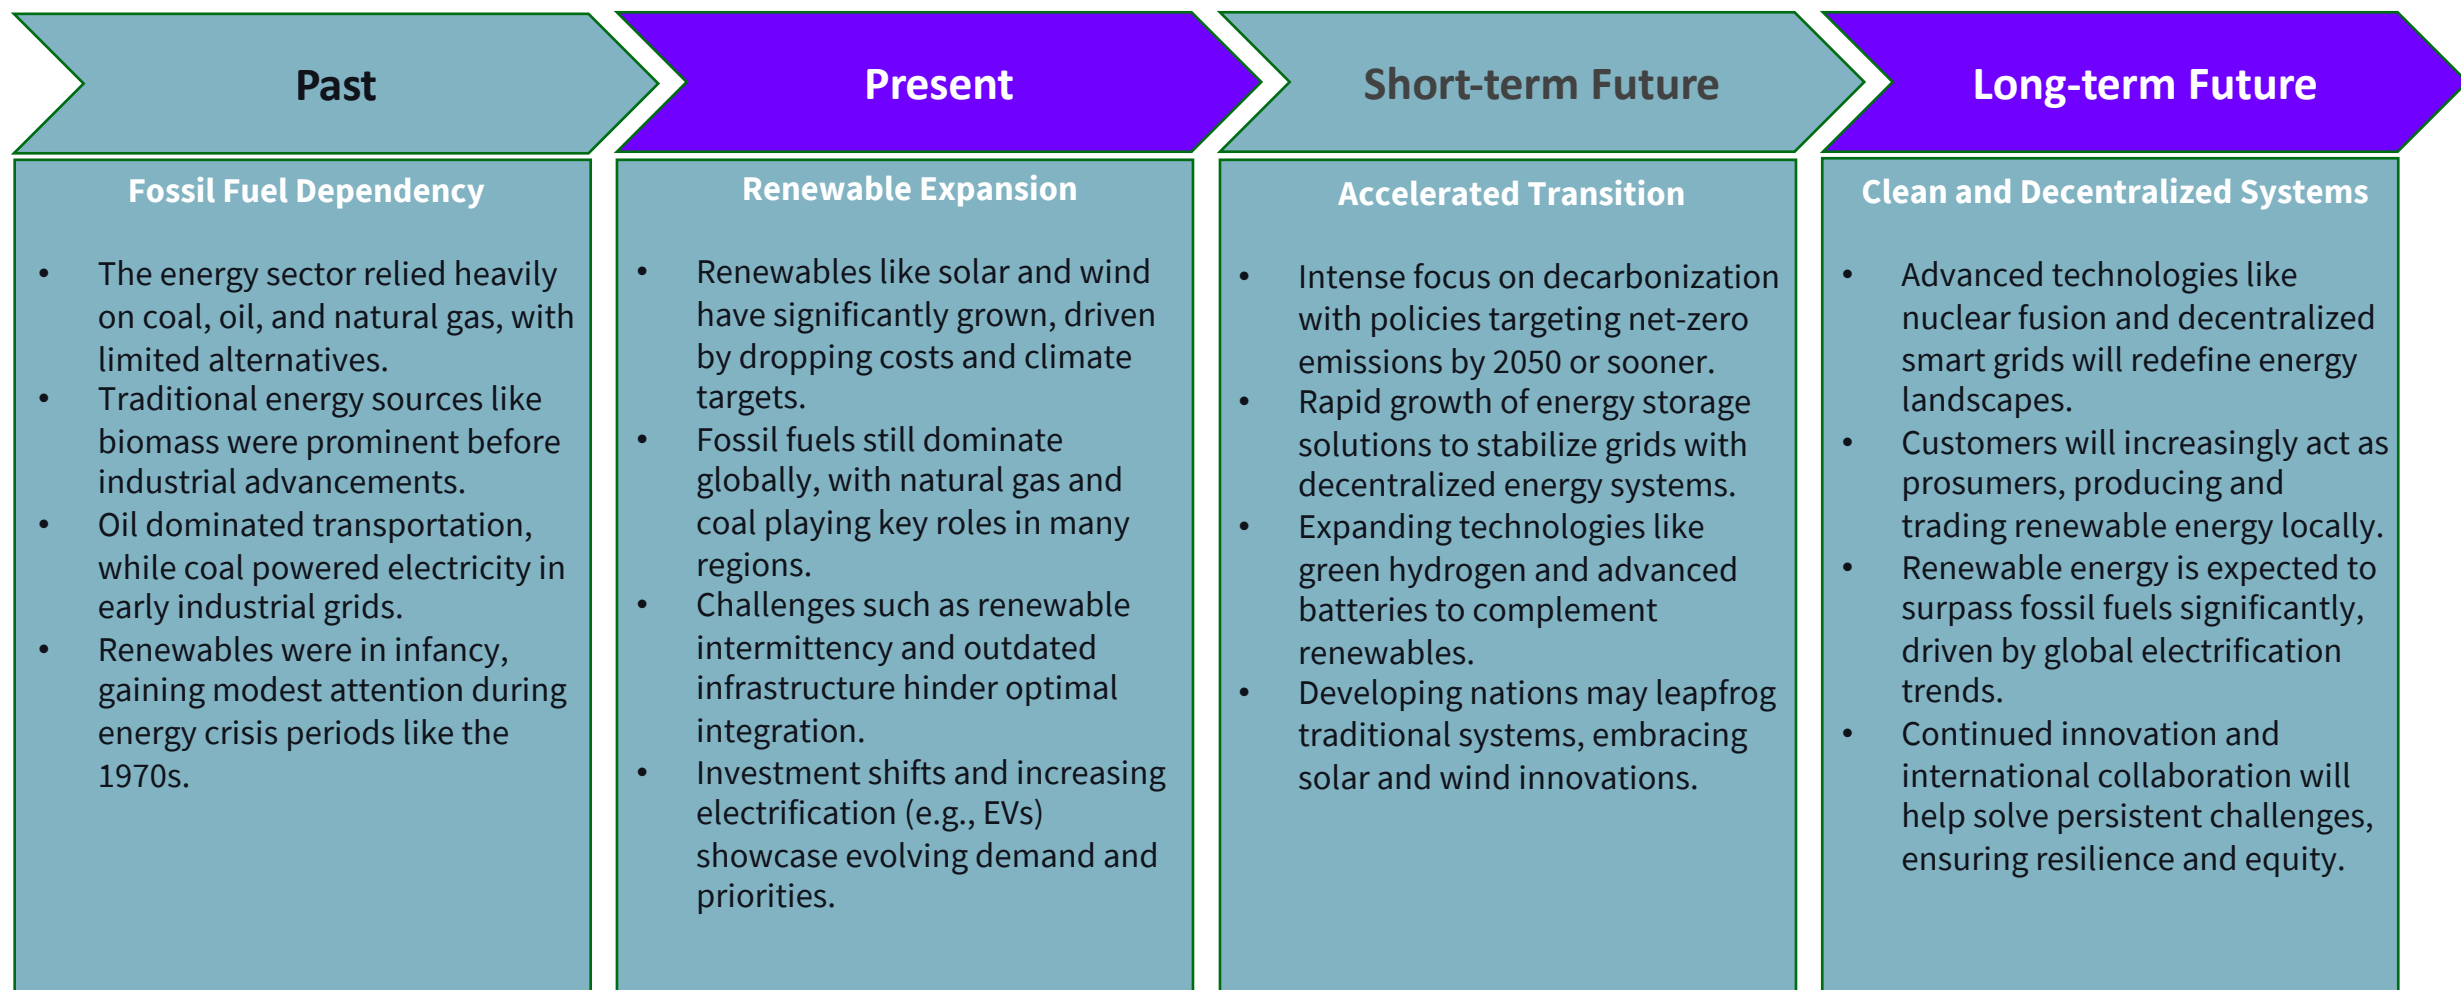 Past
Present
Short-term Future
Long-term Future
Fossil Fuel Dependency
• The energy sector relied heavily
on coal, oil, and natural gas, with
limited alternatives.
• Traditional energy sources like
biomass were prominent before
industrial advancements.
• Oil dominated transportation,
while coal powered electricity in
early industrial grids.
• Renewables were in infancy,
gaining modest attention during
energy crisis periods like the
1970s.
Renewable Expansion
• Renewables like solar and wind
have significantly grown, driven
by dropping costs and climate
targets.
• Fossil fuels still dominate
globally, with natural gas and
coal playing key roles in many
regions.
• Challenges such as renewable
intermittency and outdated
infrastructure hinder optimal
integration.
• Investment shifts and increasing
electrification (e.g., EVs)
showcase evolving demand and
priorities.
Accelerated Transition
• Intense focus on decarbonization
with policies targeting net-zero
emissions by 2050 or sooner.
• Rapid growth of energy storage
solutions to stabilize grids with
decentralized energy systems.
• Expanding technologies like
green hydrogen and advanced
batteries to complement
renewables.
• Developing nations may leapfrog
traditional systems, embracing
solar and wind innovations.
Clean and Decentralized Systems
• Advanced technologies like
nuclear fusion and decentralized
smart grids will redefine energy
landscapes.
• Customers will increasingly act as
prosumers, producing and
trading renewable energy locally.
• Renewable energy is expected to
surpass fossil fuels significantly,
driven by global electrification
trends.
• Continued innovation and
international collaboration will
help solve persistent challenges,
ensuring resilience and equity.